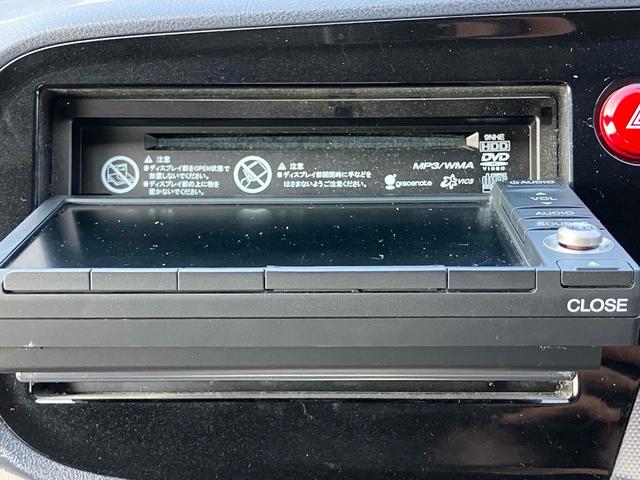 9NHE
HDD
DVD
VIDEO
MP3/WMA
gracenote
VICS
⚠ 注意
●ディスプレイ部をOPEN状態で
放置しないでください。
●ディスプレイ部の上に物を
置かないでください。
⚠ 注意
●ディスプレイ部開閉時に手などを
はさまないようご注意ください。
AUDIO
VOL
AUDIO
CLOSE